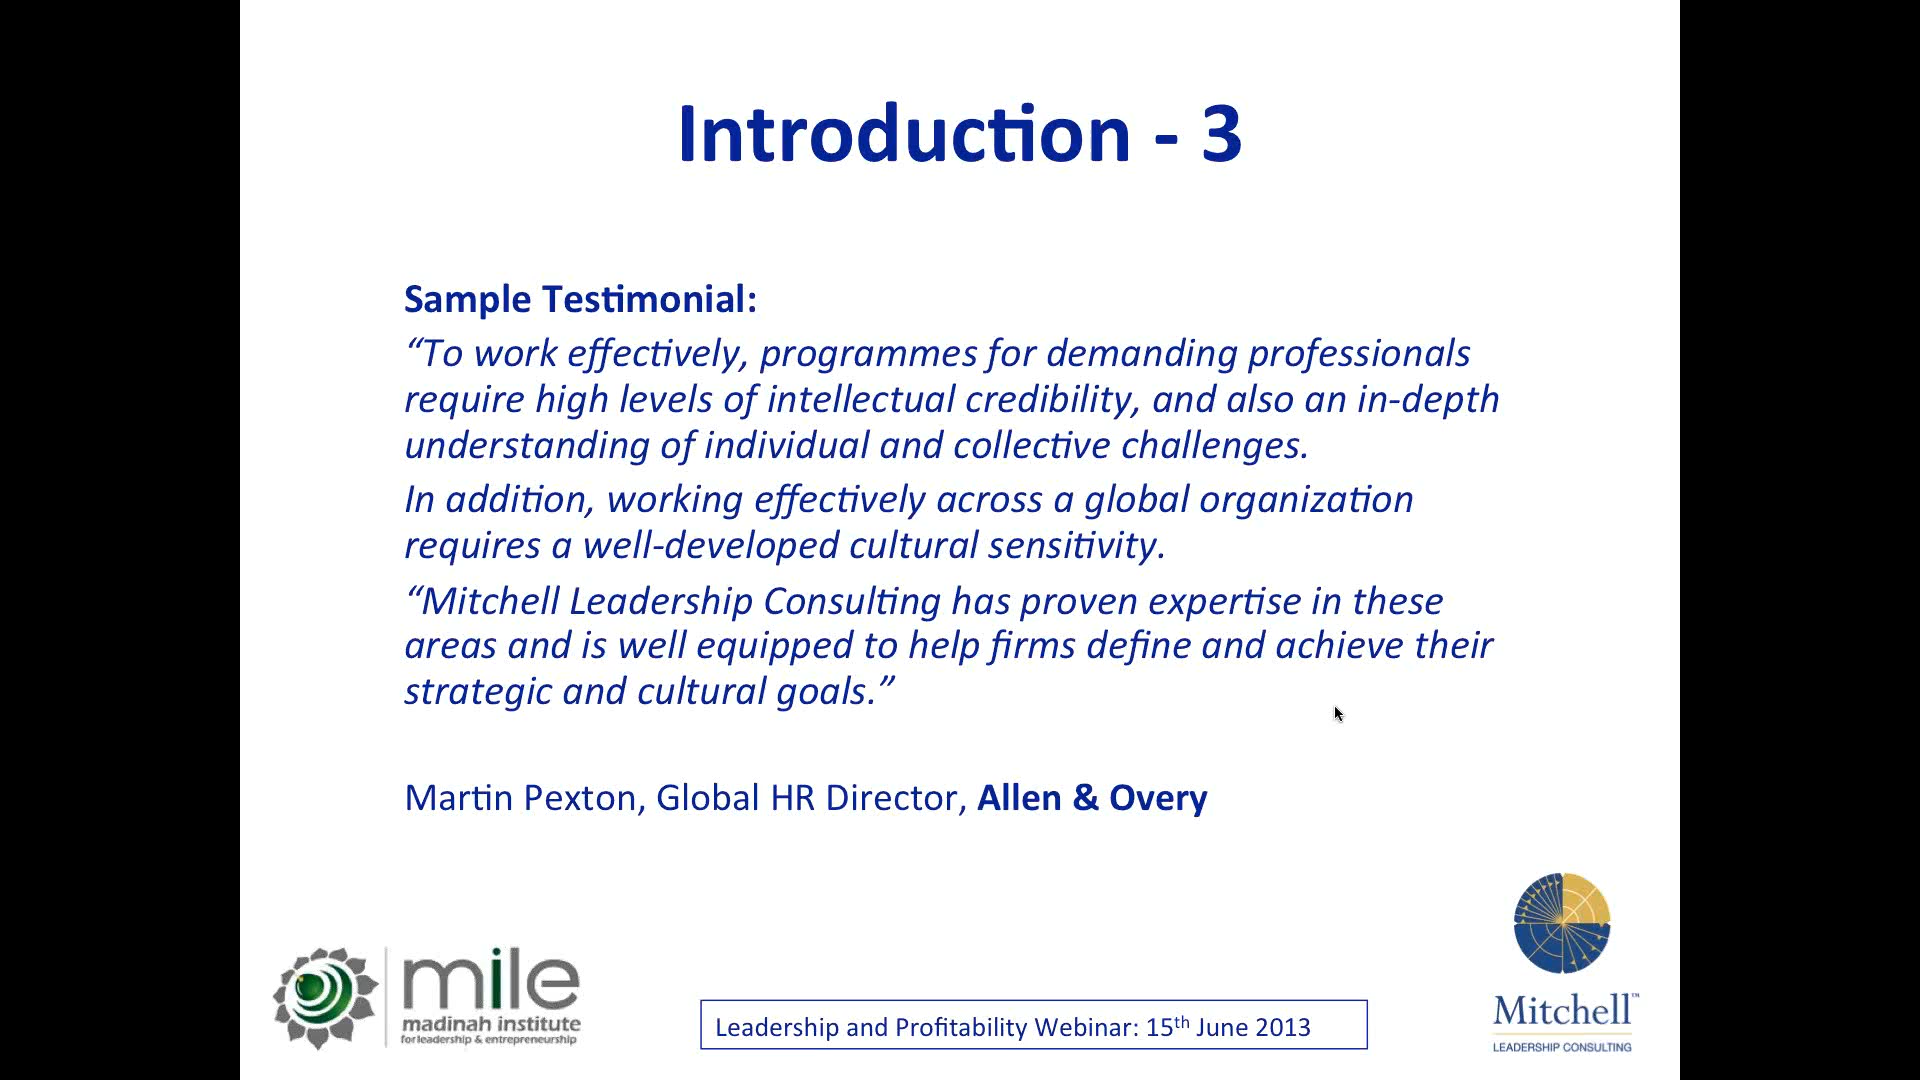 Introduction - 3
Sample Testimonial:
“To work effectively, programmes for demanding professionals
require high levels of intellectual credibility, and also an in-depth
understanding of individual and collective challenges.
In addition, working effectively across a global organization
requires a well-developed cultural sensitivity.
“Mitchell Leadership Consulting has proven expertise in these
areas and is well equipped to help firms define and achieve their
strategic and cultural goals.”
Martin Pexton, Global HR Director, Allen & Overy
mile
madinah institute
for leadership & entrepreneurship
Leadership and Profitability Webinar: 15th June 2013
Mitchell™
LEADERSHIP CONSULTING